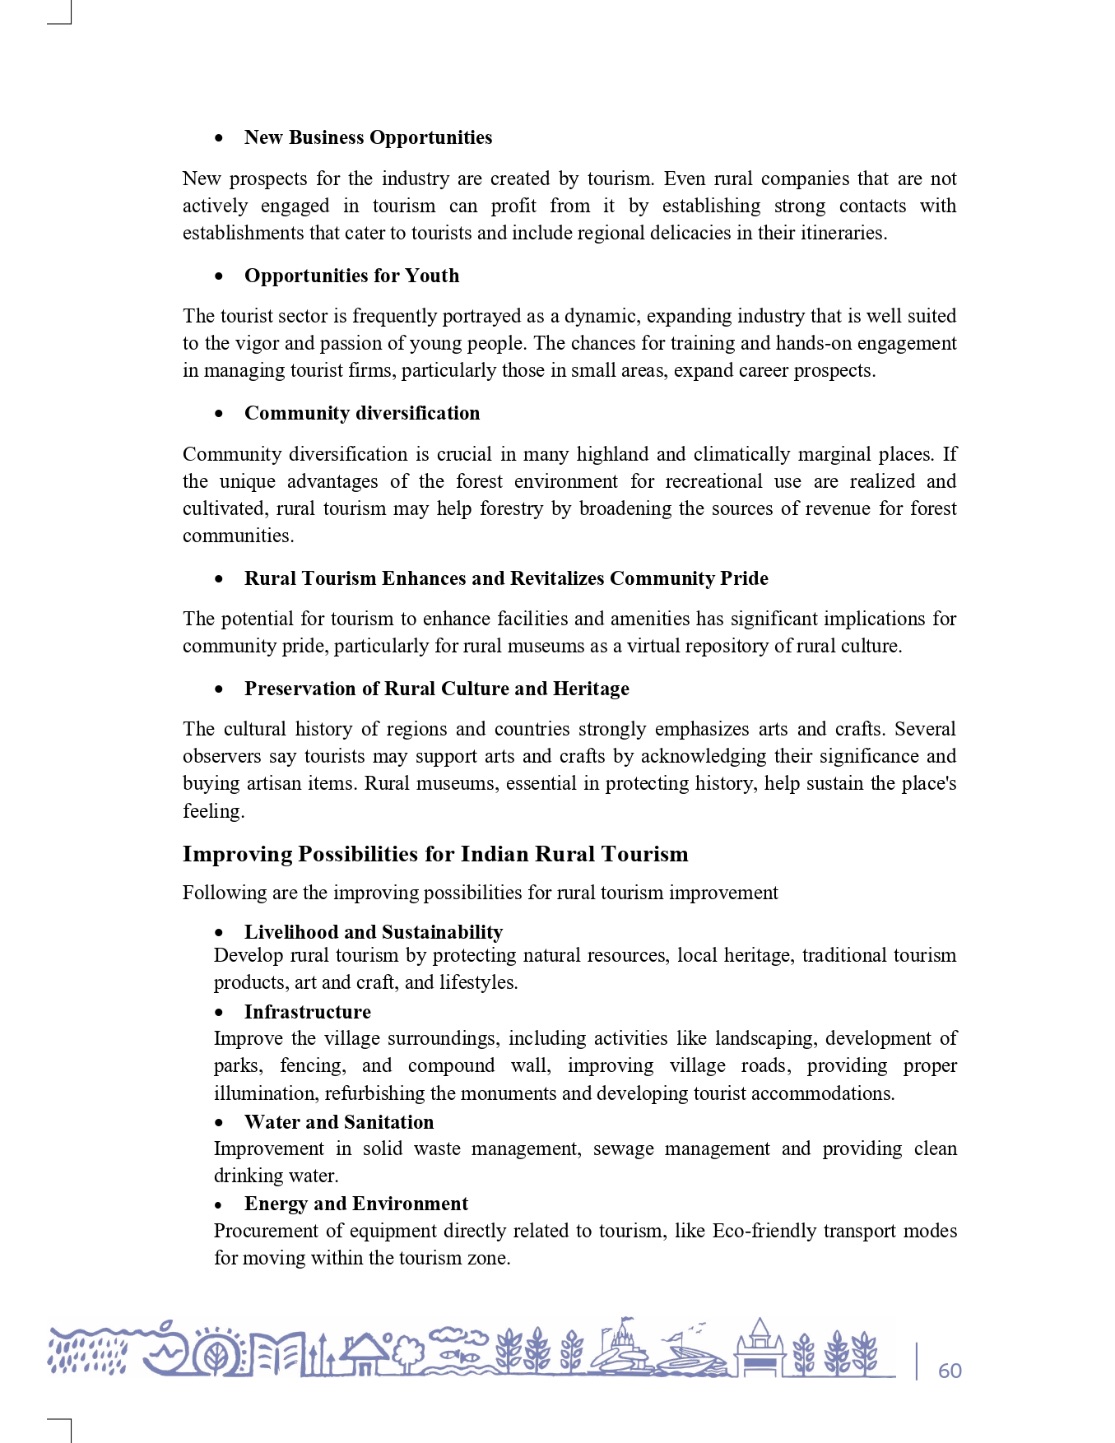 • New Business Opportunities
New prospects for the industry are created by tourism. Even rural companies that are not
actively engaged in tourism can profit from it by establishing strong contacts with
establishments that cater to tourists and include regional delicacies in their itineraries.
• Opportunities for Youth
The tourist sector is frequently portrayed as a dynamic, expanding industry that is well suited
to the vigor and passion of young people. The chances for training and hands-on engagement
in managing tourist firms, particularly those in small areas, expand career prospects.
• Community diversification
Community diversification is crucial in many highland and climatically marginal places. If
the unique advantages of the forest environment for recreational use are realized and
cultivated, rural tourism may help forestry by broadening the sources of revenue for forest
communities.
• Rural Tourism Enhances and Revitalizes Community Pride
The potential for tourism to enhance facilities and amenities has significant implications for
community pride, particularly for rural museums as a virtual repository of rural culture.
• Preservation of Rural Culture and Heritage
The cultural history of regions and countries strongly emphasizes arts and crafts. Several
observers say tourists may support arts and crafts by acknowledging their significance and
buying artisan items. Rural museums, essential in protecting history, help sustain the place's
feeling.
Improving Possibilities for Indian Rural Tourism
Following are the improving possibilities for rural tourism improvement
• Livelihood and Sustainability
Develop rural tourism by protecting natural resources, local heritage, traditional tourism
products, art and craft, and lifestyles.
• Infrastructure
Improve the village surroundings, including activities like landscaping, development of
parks, fencing, and compound wall, improving village roads, providing proper
illumination, refurbishing the monuments and developing tourist accommodations.
• Water and Sanitation
Improvement in solid waste management, sewage management and providing clean
drinking water.
• Energy and Environment
Procurement of equipment directly related to tourism, like Eco-friendly transport modes
for moving within the tourism zone.
60